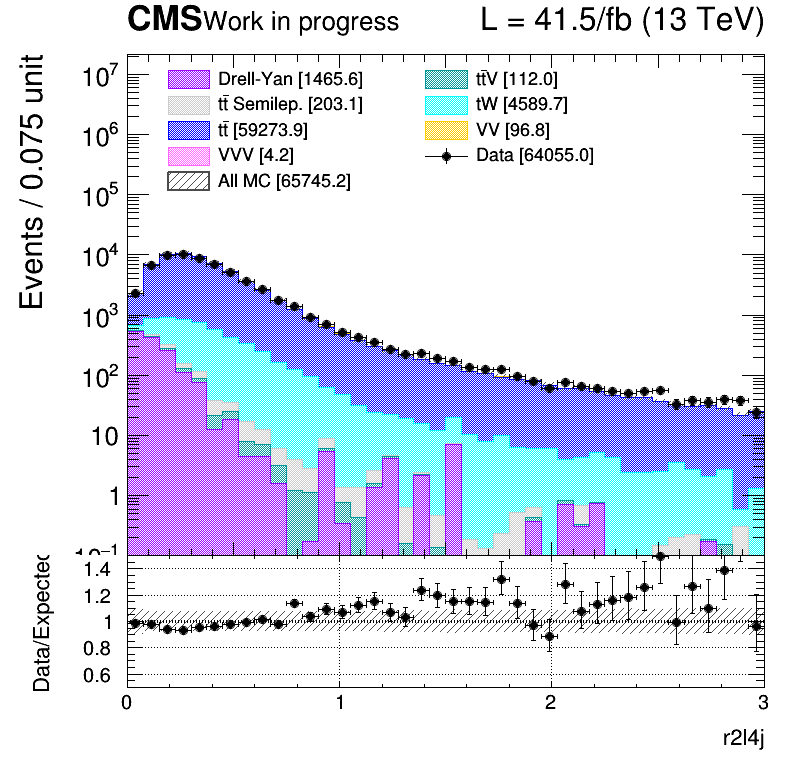 CMS Work in progress L = 41.5/fb (13 TeV)
Events / 0.075 unit
10⁷
10⁶
10⁵
10⁴
10³
10²
10
1
10⁻¹
Drell-Yan [1465.6]
tt̄ Semilep. [203.1]
tt̄ [59273.9]
VVV [4.2]
All MC [65745.2]
tt̄V [112.0]
tW [4589.7]
VV [96.8]
Data [64055.0]
Data/Expected
1.4
1.2
1
0.8
0.6
0 1 2 3
r2l4j